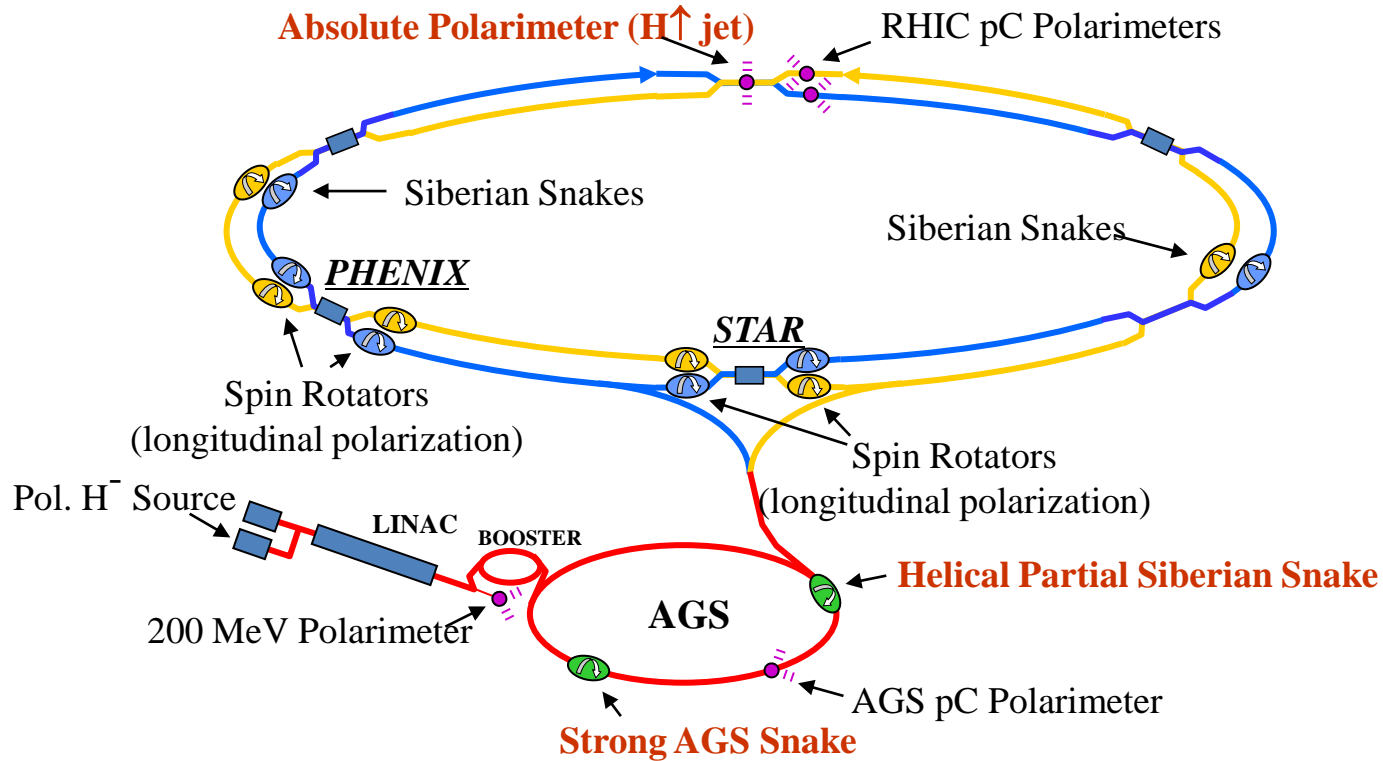 Absolute Polarimeter (H↑ jet)
RHIC pC Polarimeters
Siberian Snakes
Siberian Snakes
PHENIX
STAR
Spin Rotators
(longitudinal polarization)
Spin Rotators
(longitudinal polarization)
Pol. H⁻ Source
LINAC
BOOSTER
200 MeV Polarimeter
AGS
Helical Partial Siberian Snake
AGS pC Polarimeter
Strong AGS Snake